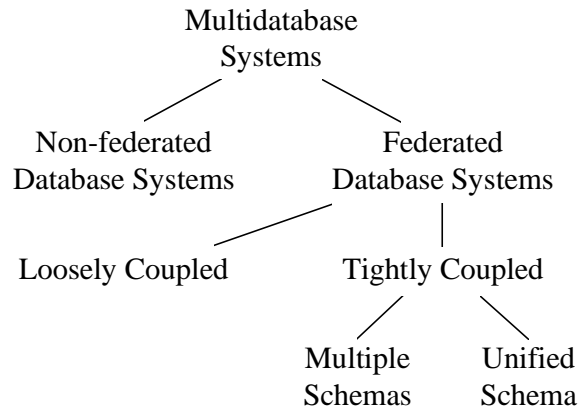 Multidatabase
Systems
Non-federated
Database Systems
Federated
Database Systems
Loosely Coupled
Tightly Coupled
Multiple
Schemas
Unified
Schema